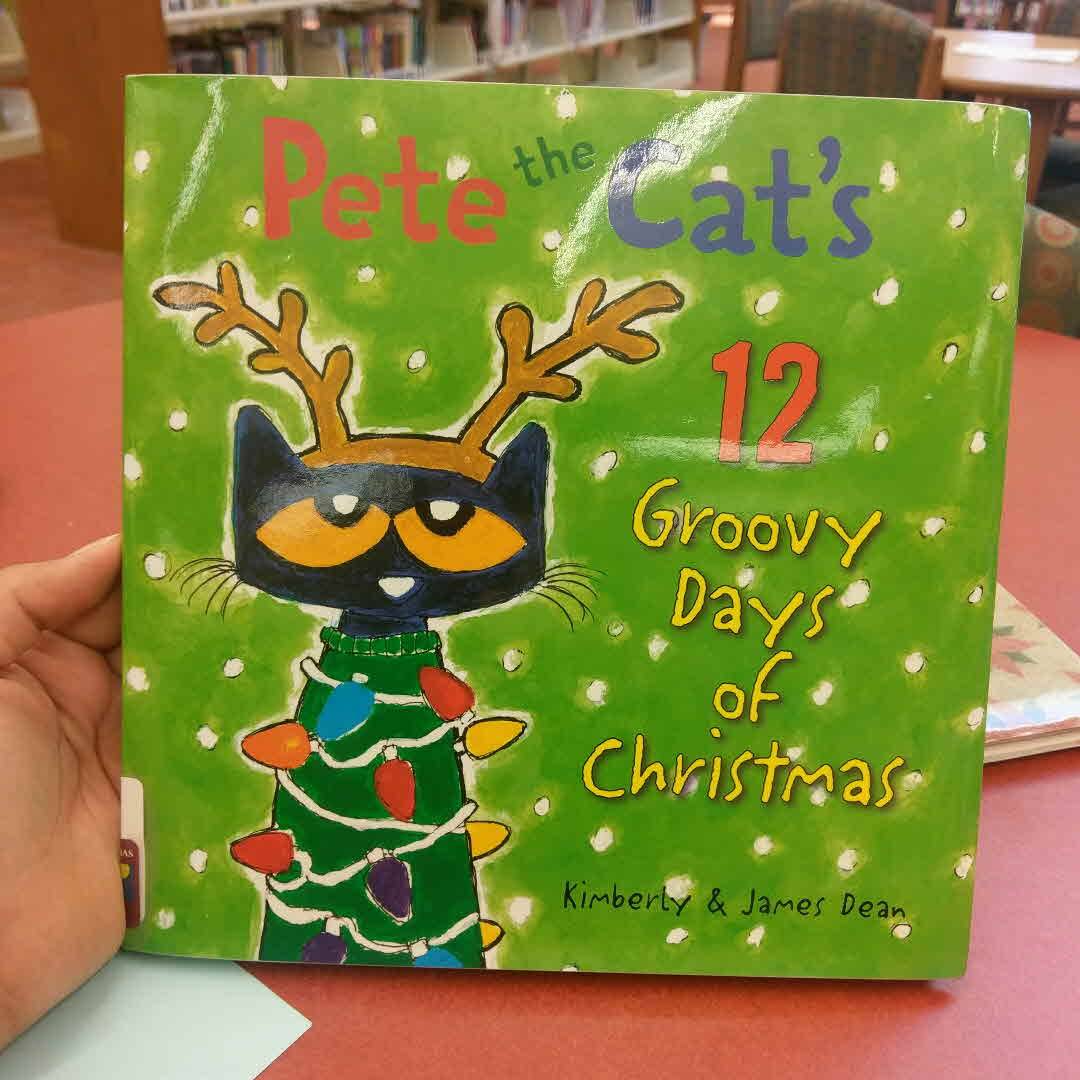 Pete the Cat's
12
Groovy
Days
of
Christmas
Kimberly & James Dean